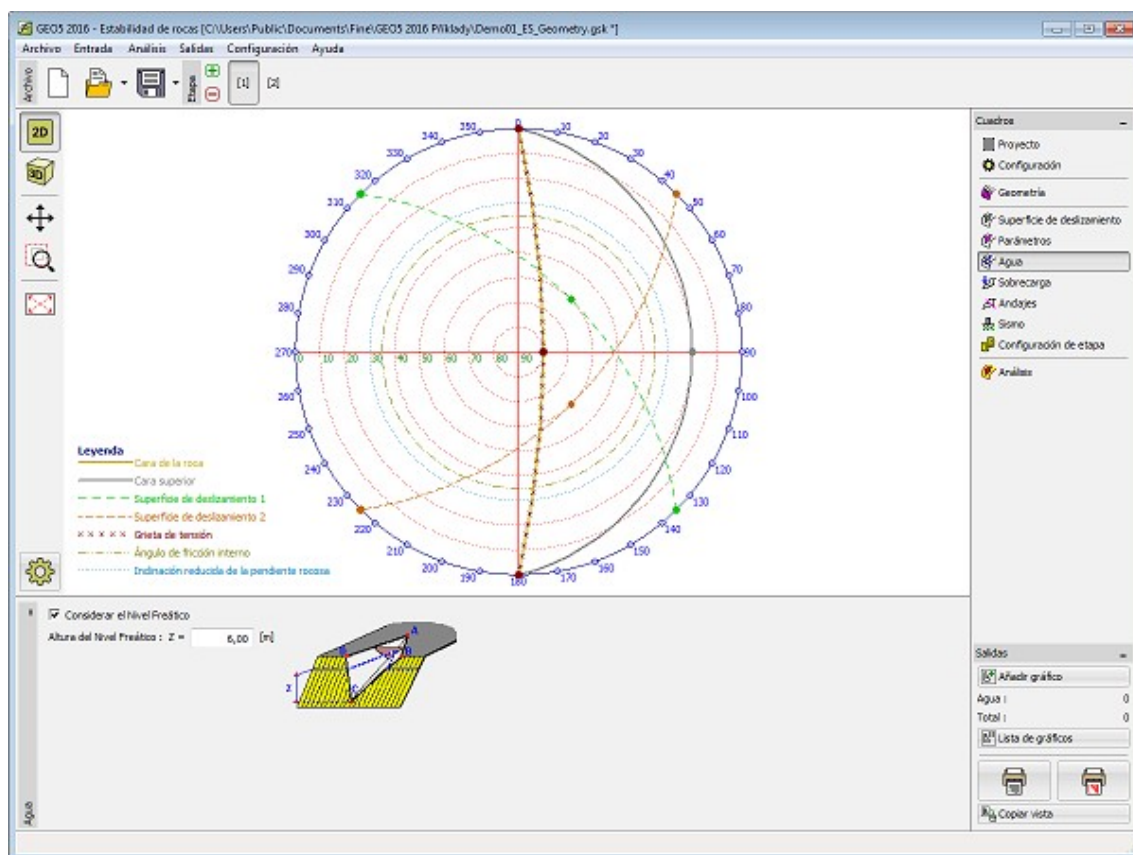 GEO5 2016 - Estabilidad de rocas [C:\Users\Public\Documents\Fine\GEO5 2016 Příklady\Demo01_ES_Geometry.gsk *]
Archivo Entrada Análisis Salidas Configuración Ayuda
Archivo
Etapa
[1] [2]
2D
3D
0 10 20 30 40 50 60 70 80 90 100 110 120 130 140 150 160 170 180 190 200 210 220 230 240 250 260 270 280 290 300 310 320 330 340 350
0 10 20 30 40 50 60 70 80 90
Leyenda
Cara de la roca
Cara superior
Superficie de deslizamiento 1
Superficie de deslizamiento 2
Grieta de tensión
Ángulo de fricción interno
Inclinación reducida de la pendiente rocosa
Cuadros
Proyecto
Configuración
Geometría
Superficie de deslizamiento
Parámetros
Agua
Sobrecarga
Andajes
Sismo
Configuración de etapa
Análisis
Considerar el Nivel Freático
Altura del Nivel Freático : Z = 6,00 [m]
A
B
C
Z
Agua
Salidas
Añadir gráfico
Agua : 0
Total : 0
Lista de gráficos
Copiar vista